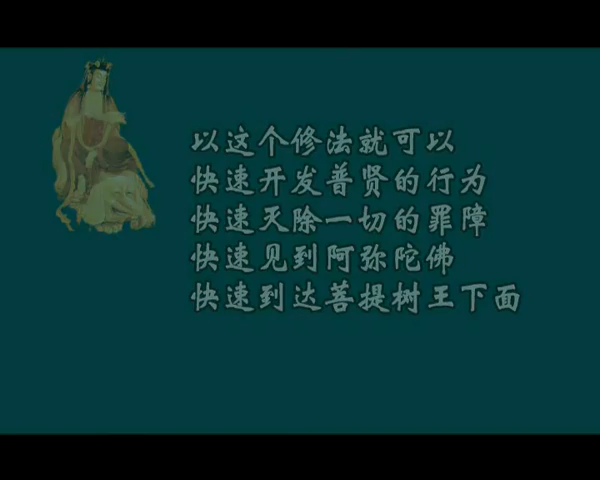 以这个修法就可以
快速开发普贤的行为
快速灭除一切的罪障
快速见到阿弥陀佛
快速到达菩提树王下面